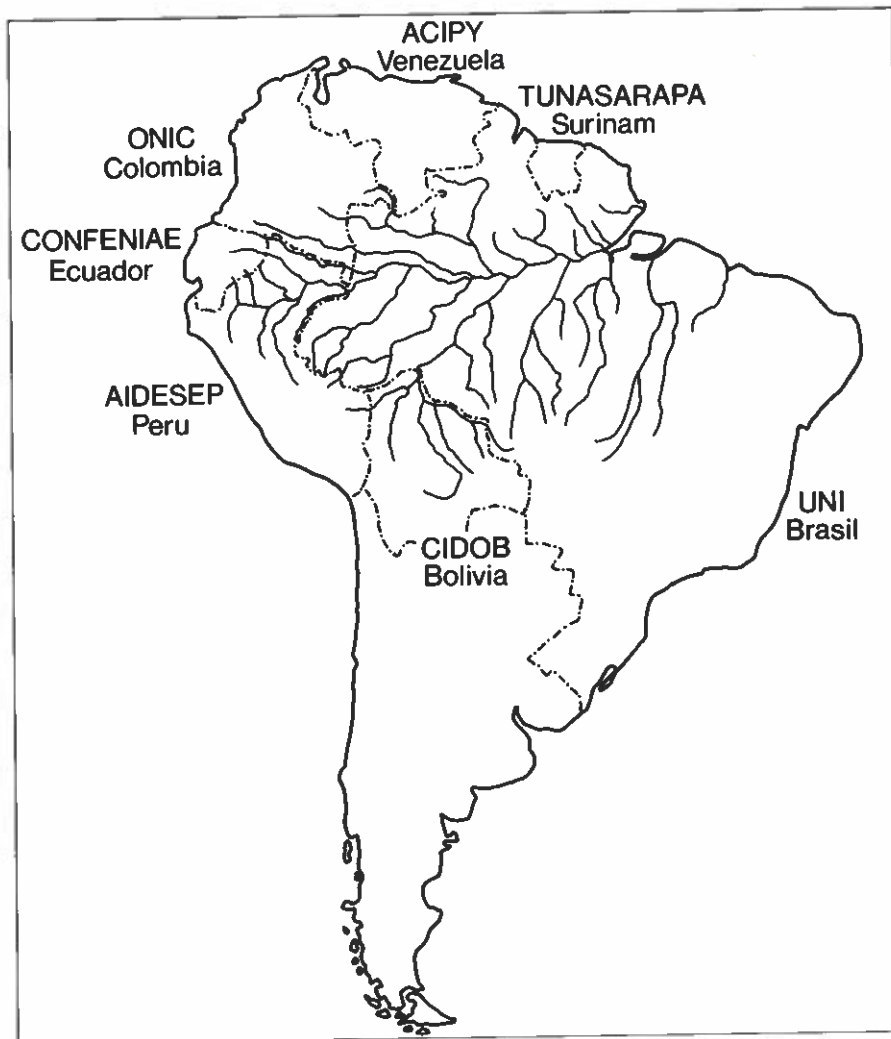 ACIPY
Venezuela
TUNASARAPA
Surinam
ONIC
Colombia
CONFENIAE
Ecuador
AIDESEP
Peru
UNI
Brasil
CIDOB
Bolivia